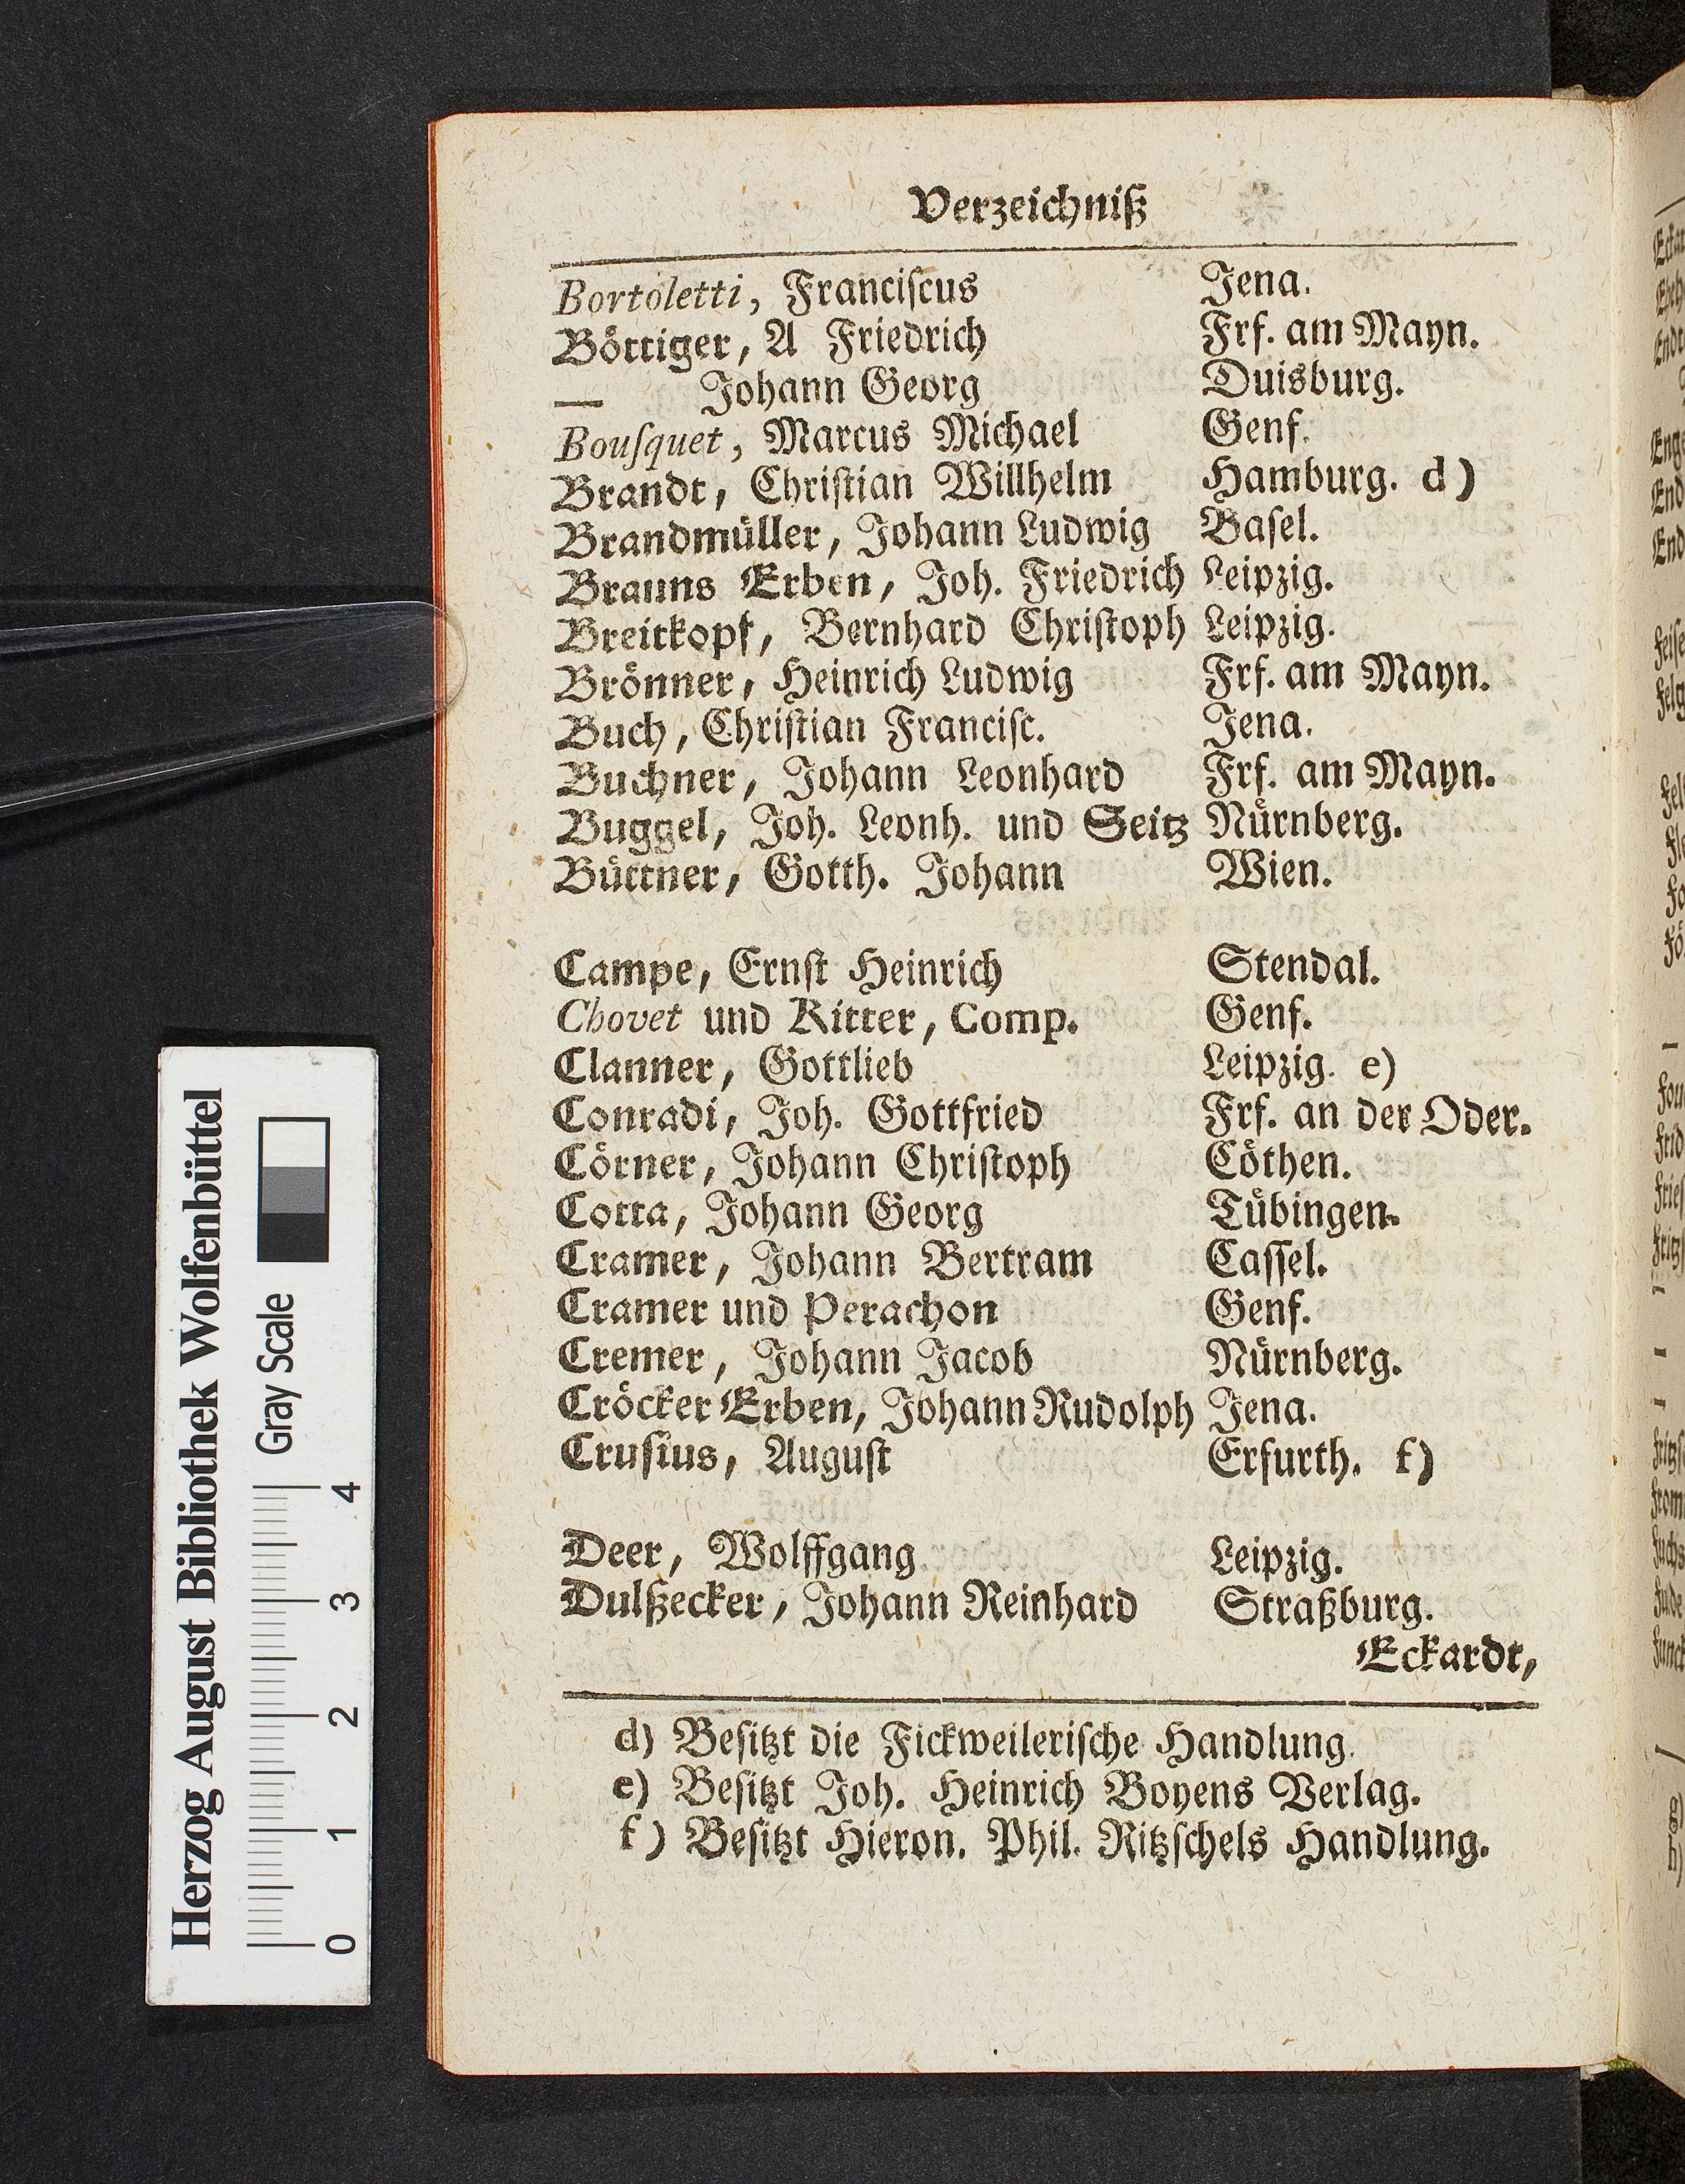 Verzeichniß
Bortoletti, Franciſcus Jena.
Böttiger, A Friedrich Frf. am Mayn.
— Johann Georg Duisburg.
Bouſquet, Marcus Michael Genf.
Brandt, Chriſtian Willhelm Hamburg. d)
Brandmüller, Johann Ludwig Baſel.
Brauns Erben, Joh. Friedrich Leipzig.
Breitkopf, Bernhard Chriſtoph Leipzig.
Brönner, Heinrich Ludwig Frf. am Mayn.
Buch, Chriſtian Franciſc. Jena.
Buchner, Johann Leonhard Frf. am Mayn.
Buggel, Joh. Leonh. und Seitz Nürnberg.
Büttner, Gotth. Johann Wien.
Campe, Ernſt Heinrich Stendal.
Chovet und Ritter, Comp. Genf.
Clanner, Gottlieb Leipzig. e)
Conradi, Joh. Gottfried Frf. an der Oder.
Cörner, Johann Chriſtoph Cöthen.
Cotta, Johann Georg Tübingen.
Cramer, Johann Bertram Caſſel.
Cramer und Perachon Genf.
Cremer, Johann Jacob Nürnberg.
Cröcker Erben, Johann Rudolph Jena.
Cruſius, Auguſt Erfurth. f)
Deer, Wolffgang Leipzig.
Dulßecker, Johann Reinhard Straßburg.
Eckardt,
d) Beſitzt die Fickweileriſche Handlung.
e) Beſitzt Joh. Heinrich Boyens Verlag.
f) Beſitzt Hieron. Phil. Ritzſchels Handlung.
Herzog August Bibliothek Wolfenbüttel
Gray Scale
0 1 2 3 4